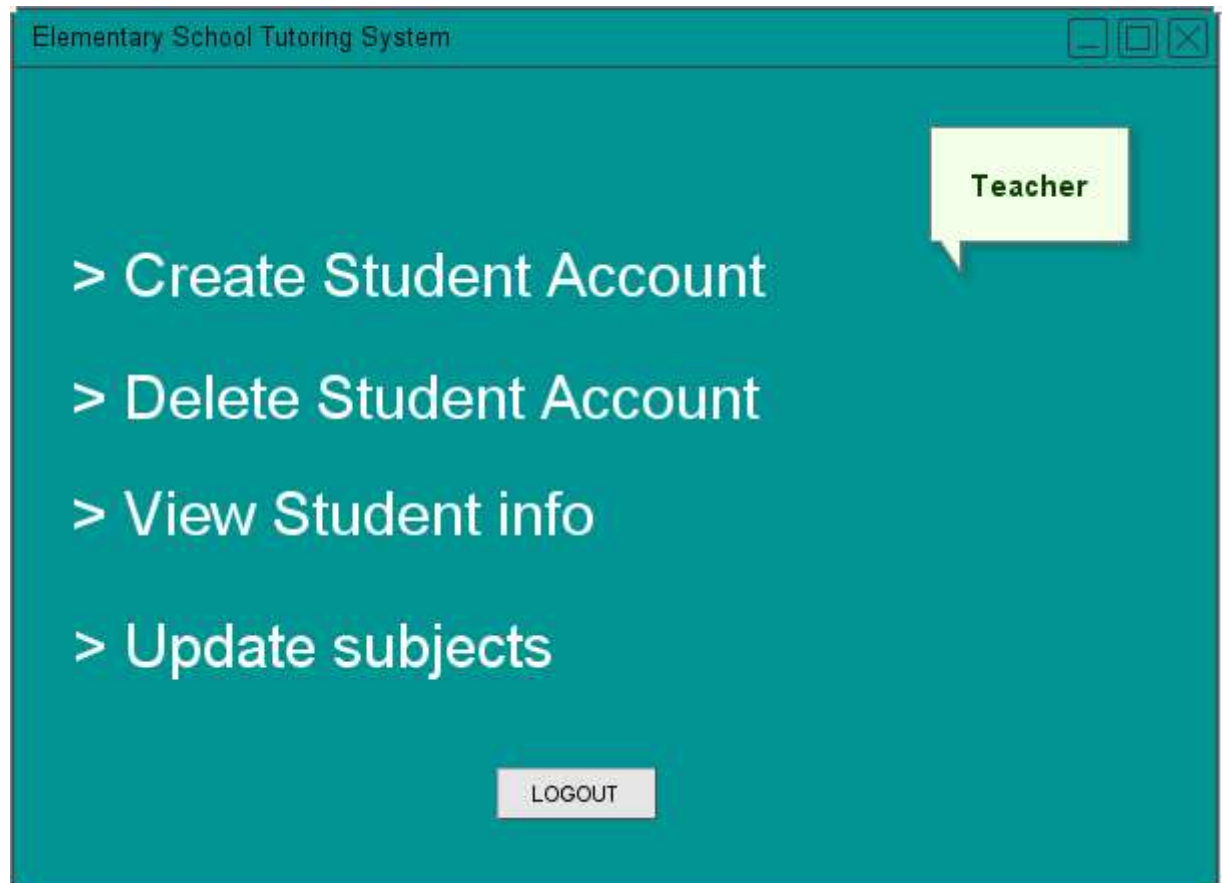 Elementary School Tutoring System
Teacher
> Create Student Account
> Delete Student Account
> View Student info
> Update subjects
LOGOUT